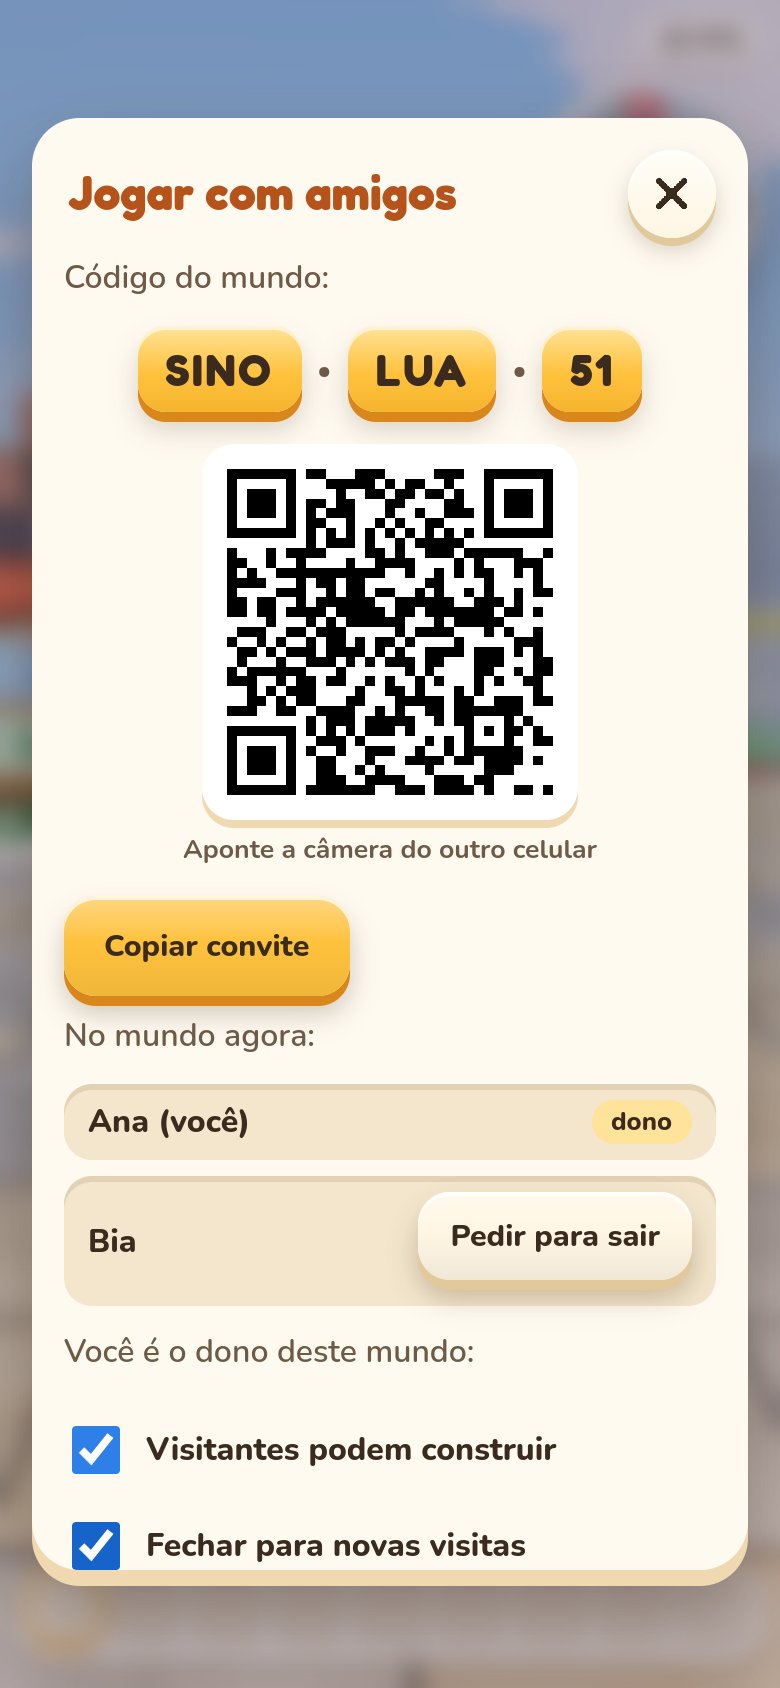 Jogar com amigos
Código do mundo:
SINO · LUA · 51
Aponte a câmera do outro celular
Copiar convite
No mundo agora:
Ana (você) dono
Bia Pedir para sair
Você é o dono deste mundo:
Visitantes podem construir
Fechar para novas visitas